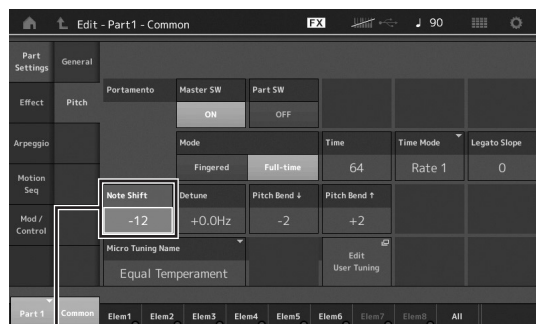 Edit - Part1 - Common
FX
90
Part Settings
General
Effect
Pitch
Portamento
Master SW
ON
Part SW
OFF
Arpeggio
Mode
Fingered
Full-time
Time
64
Time Mode
Rate 1
Legato Slope
0
Motion Seq
Note Shift
-12
Detune
+0.0Hz
Pitch Bend ↓
-2
Pitch Bend ↑
+2
Mod / Control
Micro Tuning Name
Equal Temperament
Edit
User Tuning
Part 1
Common
Elem1
Elem2
Elem3
Elem4
Elem5
Elem6
Elem7
Elem8
All